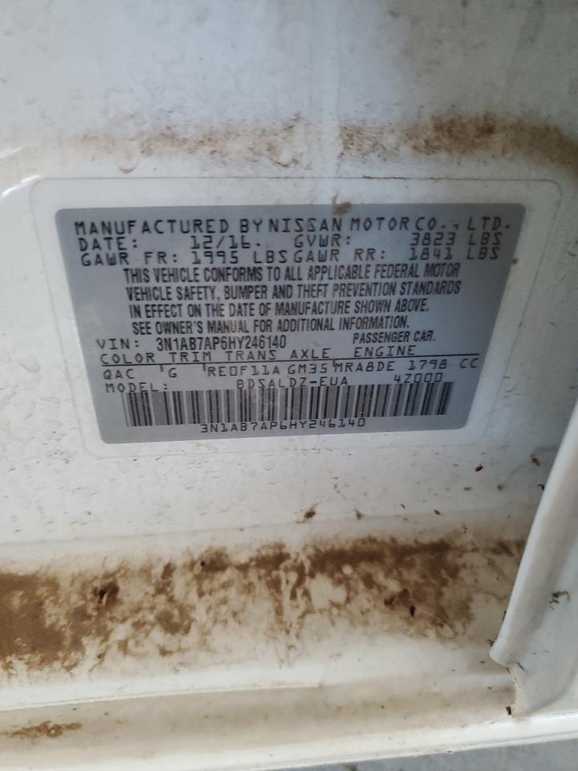 MANUFACTURED BY NISSAN MOTOR CO., LTD.
DATE: 12/16. GVWR: 3823 LBS
GAWR FR: 1995 LBS GAWR RR: 1841 LBS
THIS VEHICLE CONFORMS TO ALL APPLICABLE FEDERAL MOTOR
VEHICLE SAFETY, BUMPER AND THEFT PREVENTION STANDARDS
IN EFFECT ON THE DATE OF MANUFACTURE SHOWN ABOVE.
SEE OWNER'S MANUAL FOR ADDITIONAL INFORMATION.
VIN: 3N1AB7AP6HY246140 PASSENGER CAR.
COLOR TRIM TRANS AXLE ENGINE
QAC G RE0F11A GM35 MRA8DE 1798 CC
MODEL: BDSALDZ-EUA 4Z000
3N1AB7AP6HY246140